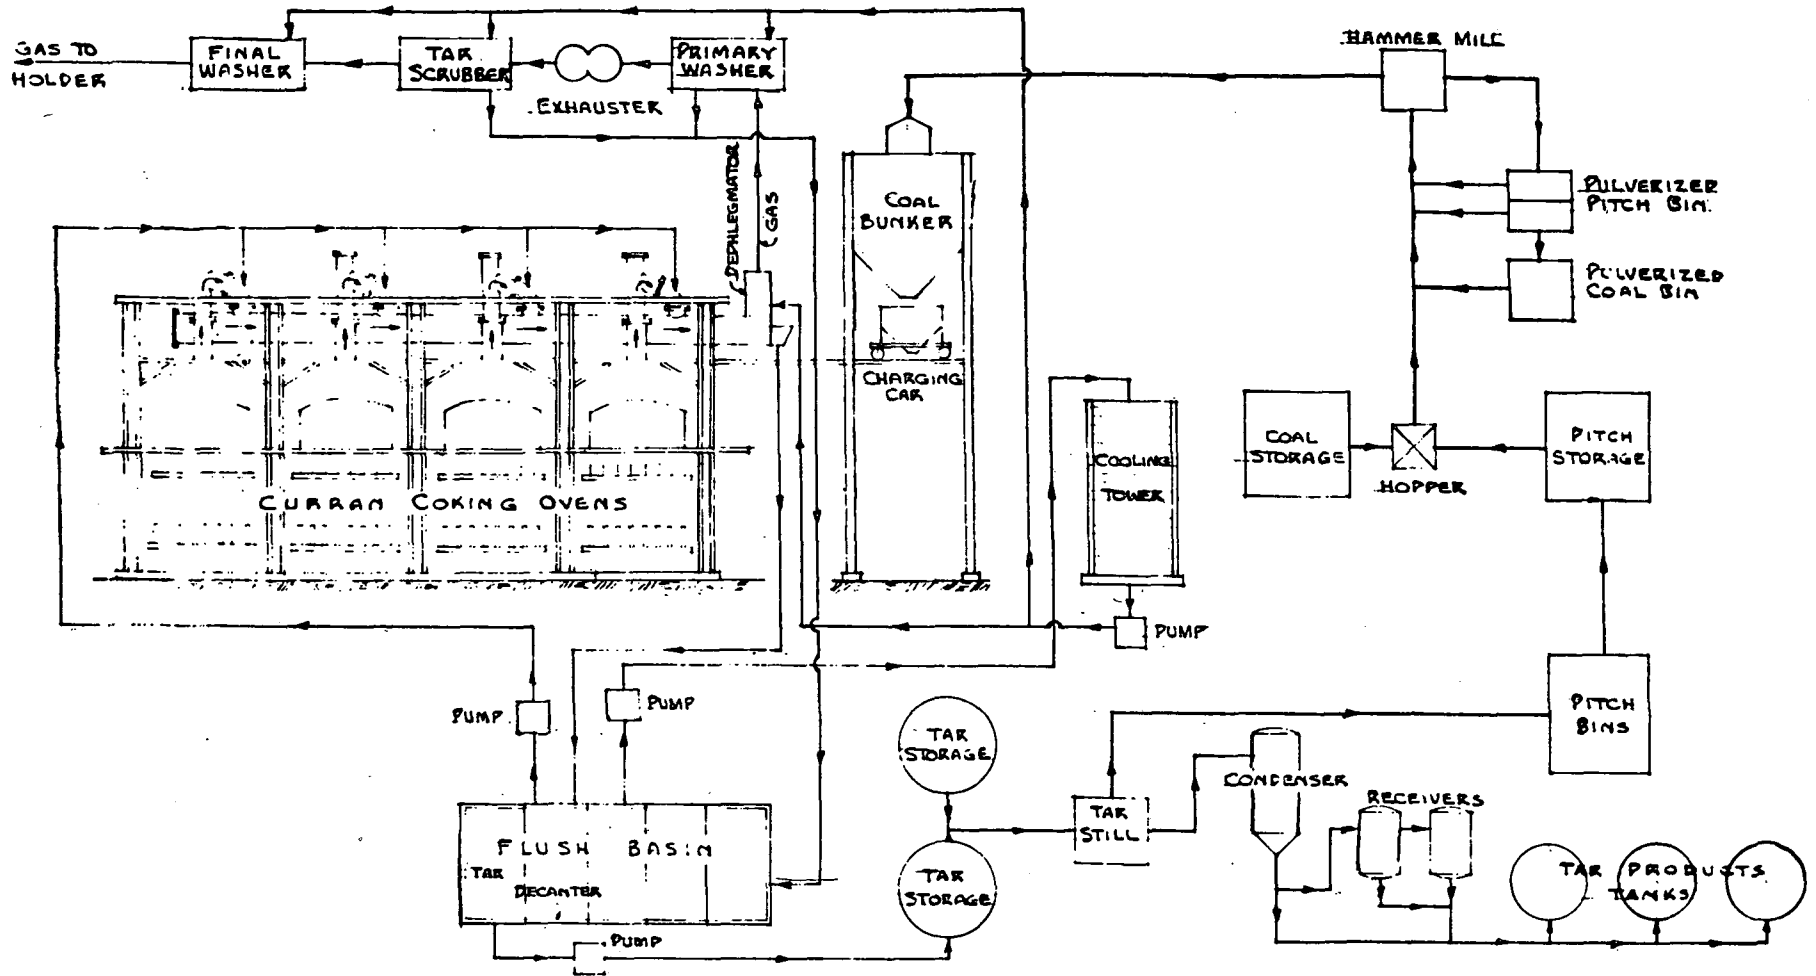 GAS TO
HOLDER
FINAL
WASHER
TAR
SCRUBBER
EXHAUSTER
PRIMARY
WASHER
HAMMER MILL
DEPHLEGMATOR
GAS
COAL
BUNKER
PULVERIZER
PITCH BIN
PULVERIZED
COAL BIN
CHARGING
CAR
COAL
STORAGE
HOPPER
PITCH
STORAGE
COOLING
TOWER
CURRAN COKING OVENS
PUMP
PUMP
PUMP
PITCH
BINS
TAR
STORAGE
CONDENSER
RECEIVERS
TAR
STILL
FLUSH BASIN
TAR
DECANTER
TAR
STORAGE
TAR PRODUCTS
TANKS
PUMP